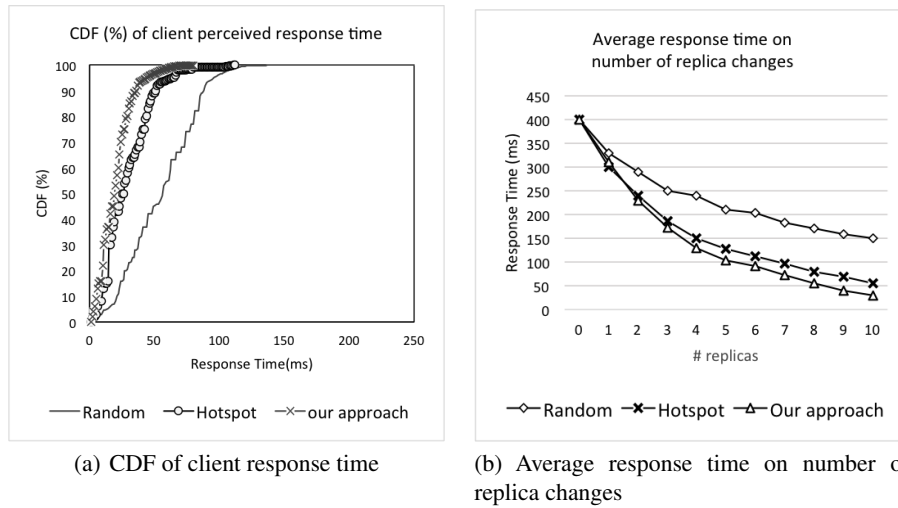 CDF (%) of client perceived response time
100
90
80
70
60
50
40
30
20
10
0
CDF (%)
0 50 100 150 200 250
Response Time(ms)
Random Hotspot our approach
(a) CDF of client response time
Average response time on
number of replica changes
450
400
350
300
250
200
150
100
50
0
Response Time (ms)
0 1 2 3 4 5 6 7 8 9 10
# replicas
Random Hotspot Our approach
(b) Average response time on number o
replica changes